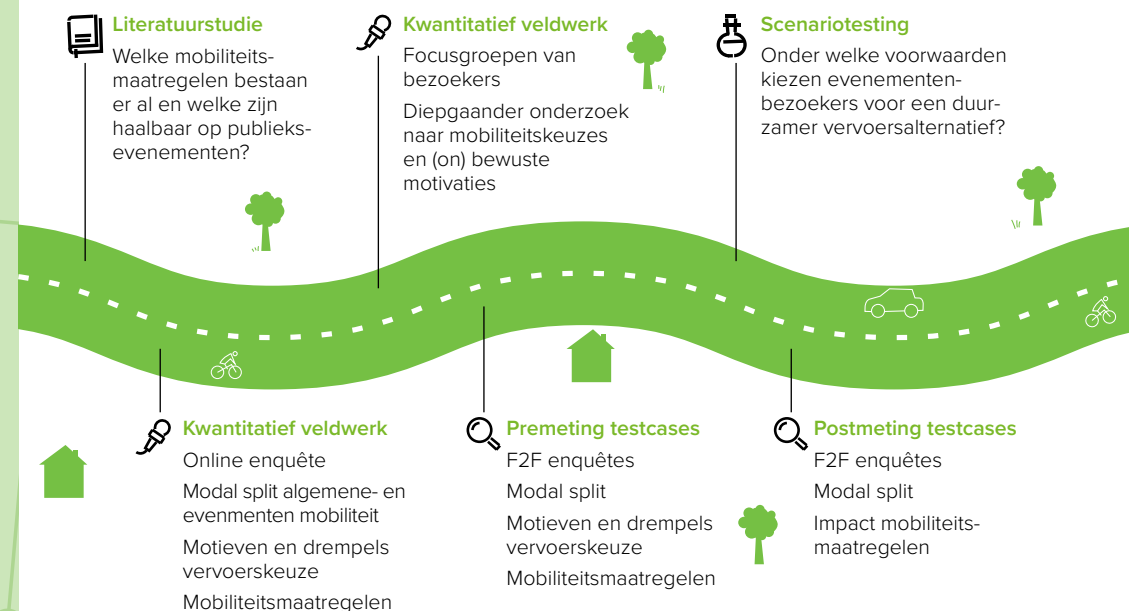 Literatuurstudie
Welke mobiliteits-
maatregelen bestaan
er al en welke zijn
haalbaar op publieks-
evenementen?
Kwantitatief veldwerk
Focusgroepen van
bezoekers
Diepgaander onderzoek
naar mobiliteitskeuzes
en (on) bewuste
motivaties
Scenariotesting
Onder welke voorwaarden
kiezen evenementen-
bezoekers voor een duur-
zamer vervoersalternatief?
Kwantitatief veldwerk
Online enquête
Modal split algemene- en
evenmenten mobiliteit
Motieven en drempels
vervoerskeuze
Mobiliteitsmaatregelen
Premeting testcases
F2F enquêtes
Modal split
Motieven en drempels
vervoerskeuze
Mobiliteitsmaatregelen
Postmeting testcases
F2F enquêtes
Modal split
Impact mobiliteits-
maatregelen